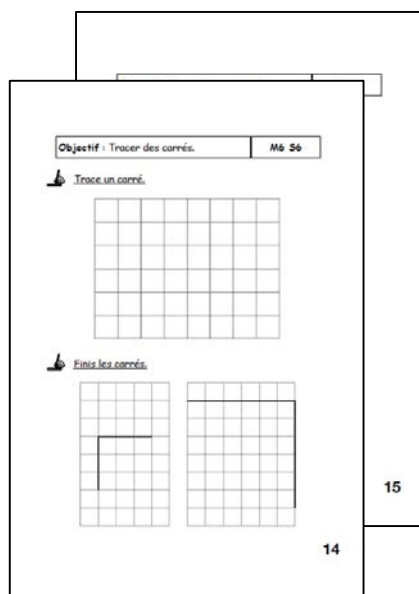 Objectif : Tracer des carrés. M6 S6
Trace un carré.
Finis les carrés.
15
14